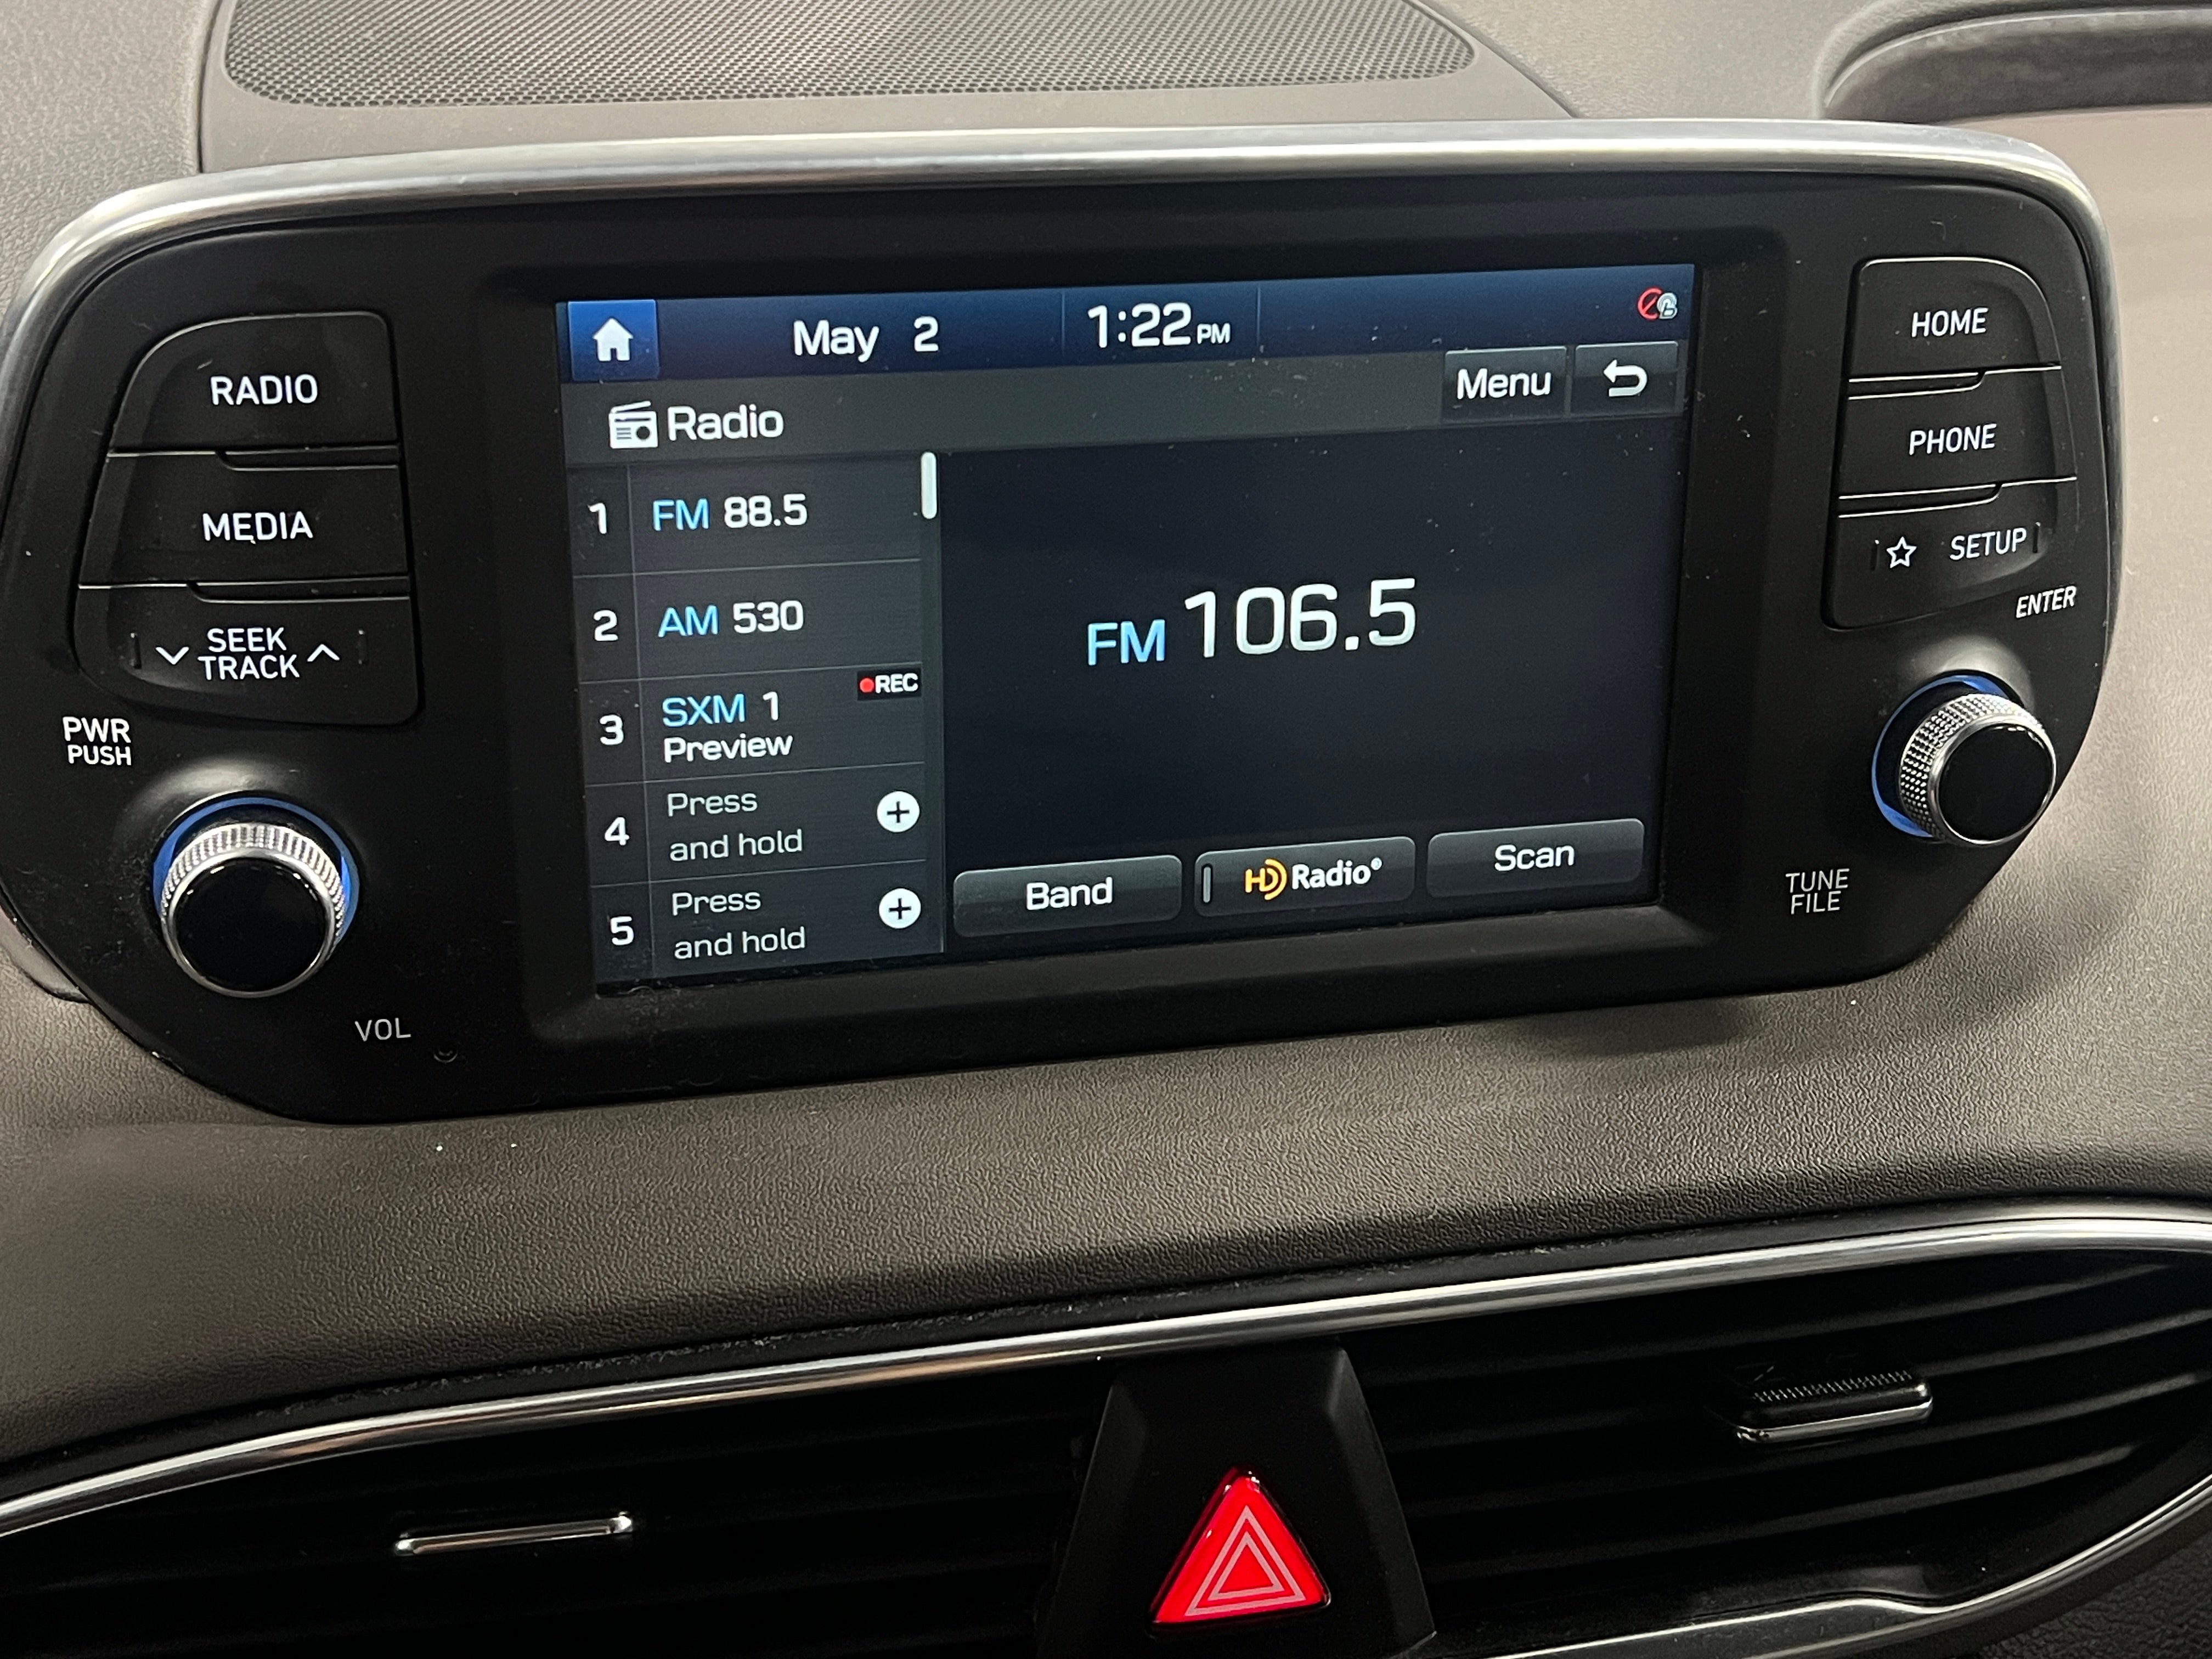 May 2 1:22 PM
Menu
Radio
1 FM 88.5
2 AM 530
3 SXM 1 REC
Preview
4 Press
and hold
5 Press
and hold
FM 106.5
Band
HD Radio®
Scan
RADIO
MEDIA
SEEK
TRACK
PWR
PUSH
VOL
HOME
PHONE
SETUP
ENTER
TUNE
FILE